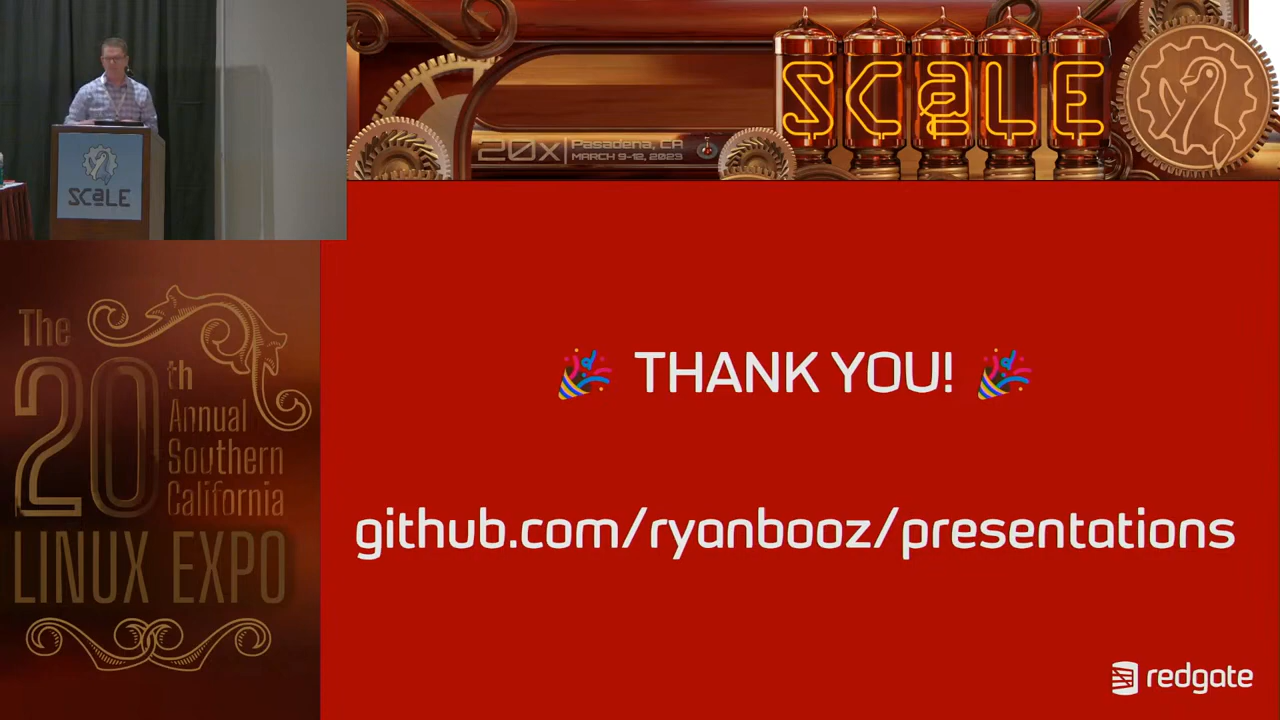 SCaLE
SCaLE
20x
Pasadena, CA
MARCH 9-12, 2023
The
20th
Annual
Southern
California
LINUX EXPO
🎉 THANK YOU! 🎉
github.com/ryanbooz/presentations
redgate